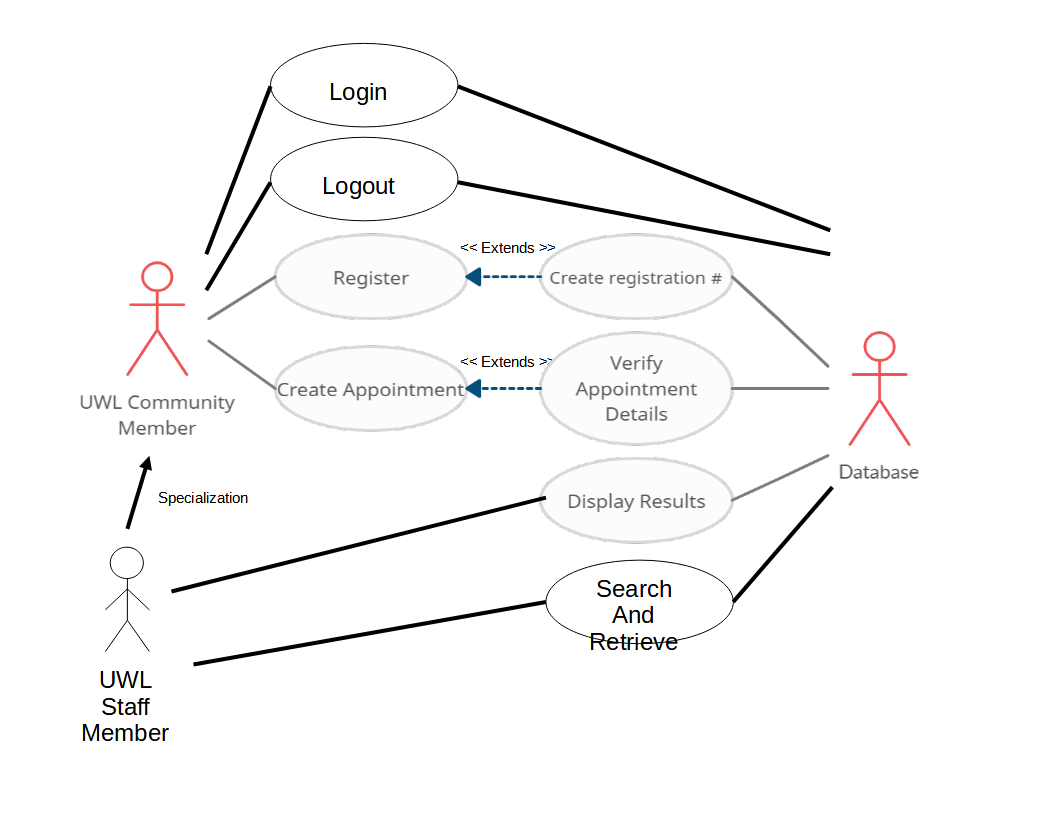 Login
Logout
<< Extends >>
Register
Create registration #
<< Extends >>
Create Appointment
Verify
Appointment
Details
UWL Community
Member
Database
Specialization
Display Results
Search
And
Retrieve
UWL
Staff
Member